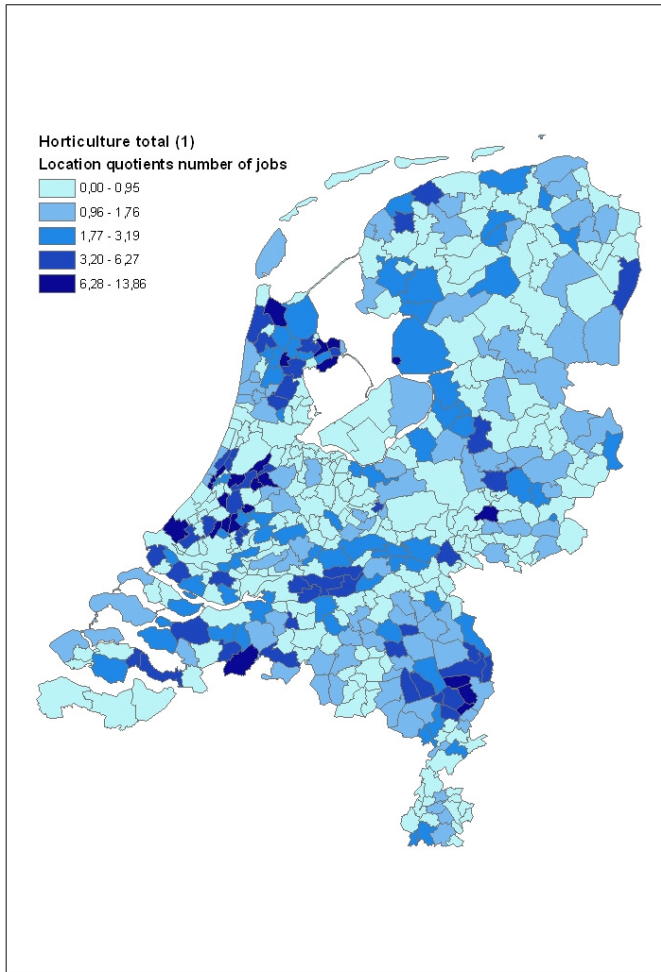 Horticulture total (1)
Location quotients number of jobs
0,00 - 0,95
0,96 - 1,76
1,77 - 3,19
3,20 - 6,27
6,28 - 13,86